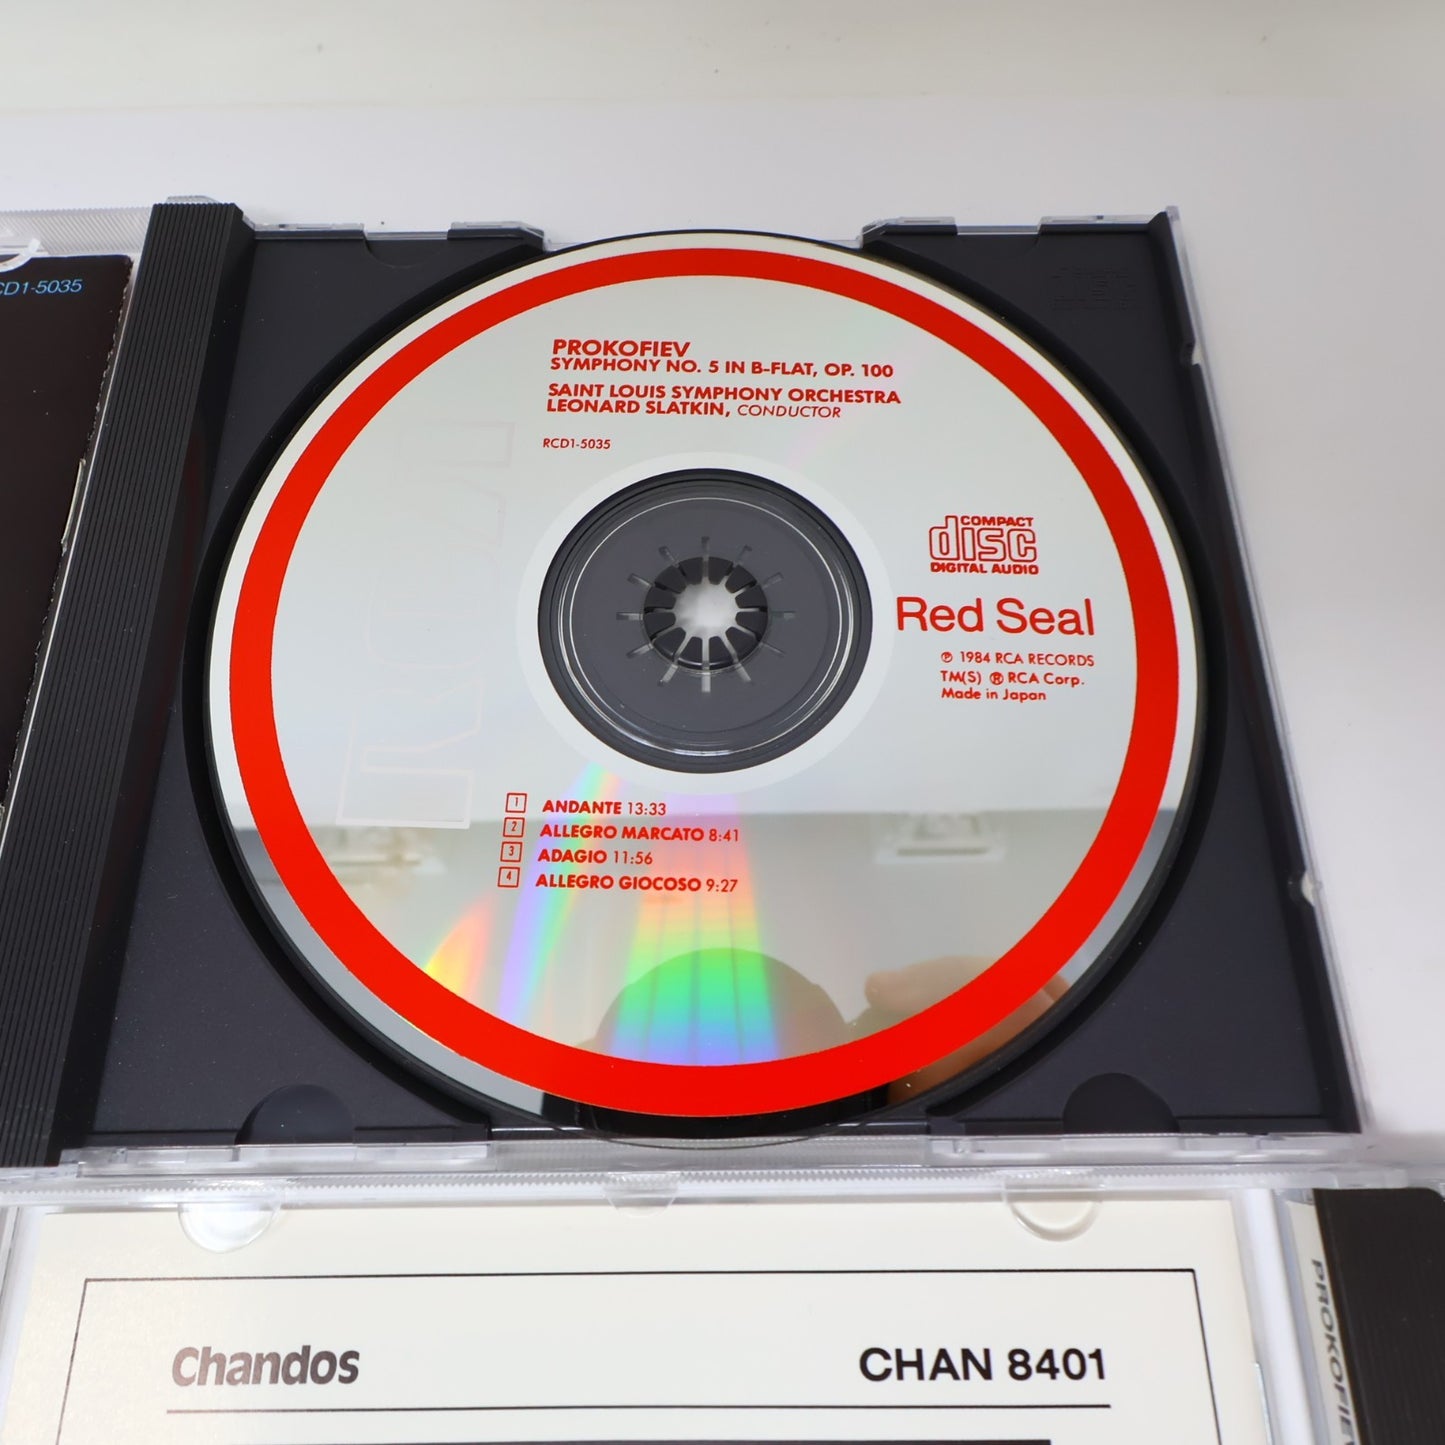 CD1-5035
PROKOFIEV
SYMPHONY NO. 5 IN B-FLAT, OP. 100
SAINT LOUIS SYMPHONY ORCHESTRA
LEONARD SLATKIN, CONDUCTOR
RCD1-5035
RCA
COMPACT
disc
DIGITAL AUDIO
Red Seal
℗ 1984 RCA RECORDS
TM(S) ® RCA Corp.
Made in Japan
1 ANDANTE 13:33
2 ALLEGRO MARCATO 8:41
3 ADAGIO 11:56
4 ALLEGRO GIOCOSO 9:27
Chandos
CHAN 8401
PROKOFIEV